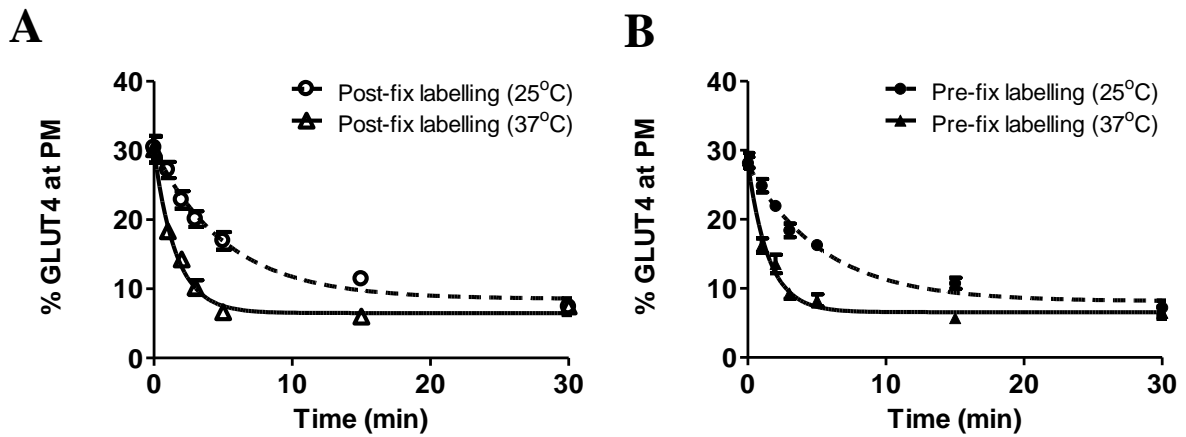 A
Post-fix labelling (25°C)
Post-fix labelling (37°C)
% GLUT4 at PM
40
30
20
10
0
0 10 20 30
Time (min)
B
Pre-fix labelling (25°C)
Pre-fix labelling (37°C)
% GLUT4 at PM
40
30
20
10
0
0 10 20 30
Time (min)